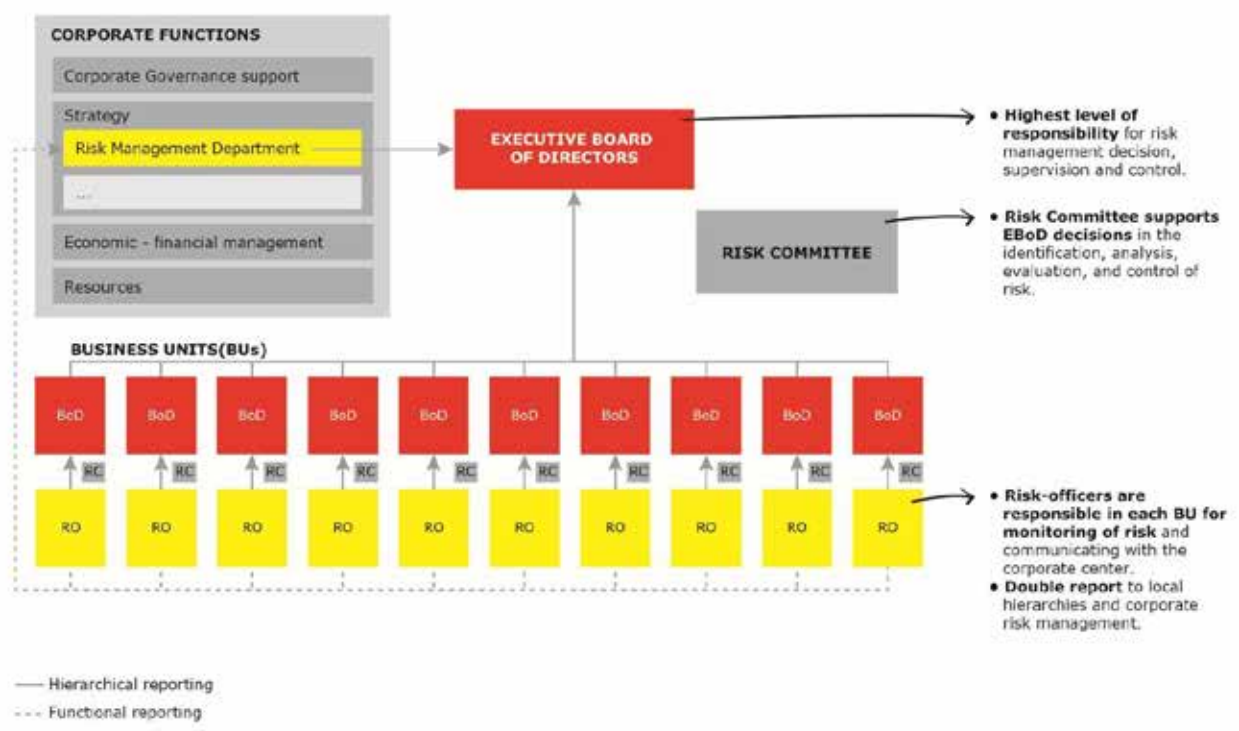 CORPORATE FUNCTIONS
Corporate Governance support
Strategy
Risk Management Department
...
Economic - financial management
Resources
EXECUTIVE BOARD
OF DIRECTORS
RISK COMMITTEE
• Highest level of
responsibility for risk
management decision,
supervision and control.
• Risk Committee supports
EBoD decisions in the
identification, analysis,
evaluation, and control of
risk.
BUSINESS UNITS(BUs)
BoD BoD BoD BoD BoD BoD BoD BoD BoD BoD
RC RC RC RC RC RC RC RC RC RC
RO RO RO RO RO RO RO RO RO RO
• Risk-officers are
responsible in each BU for
monitoring of risk and
communicating with the
corporate center.
• Double report to local
hierarchies and corporate
risk management.
Hierarchical reporting
Functional reporting